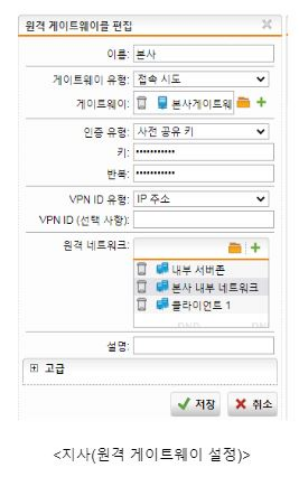 원격 게이트웨이를 편집
이름: 본사
게이트웨이 유형: 접속 시도
게이트웨이: 본사게이트웨
인증 유형: 사전 공유 키
키: •••••••••••
반복: •••••••••••
VPN ID 유형: IP 주소
VPN ID (선택 사항):
원격 네트워크:
내부 서버존
본사 내부 네트워크
클라이언트 1
설명:
고급
저장 취소
<지사(원격 게이트웨이 설정)>